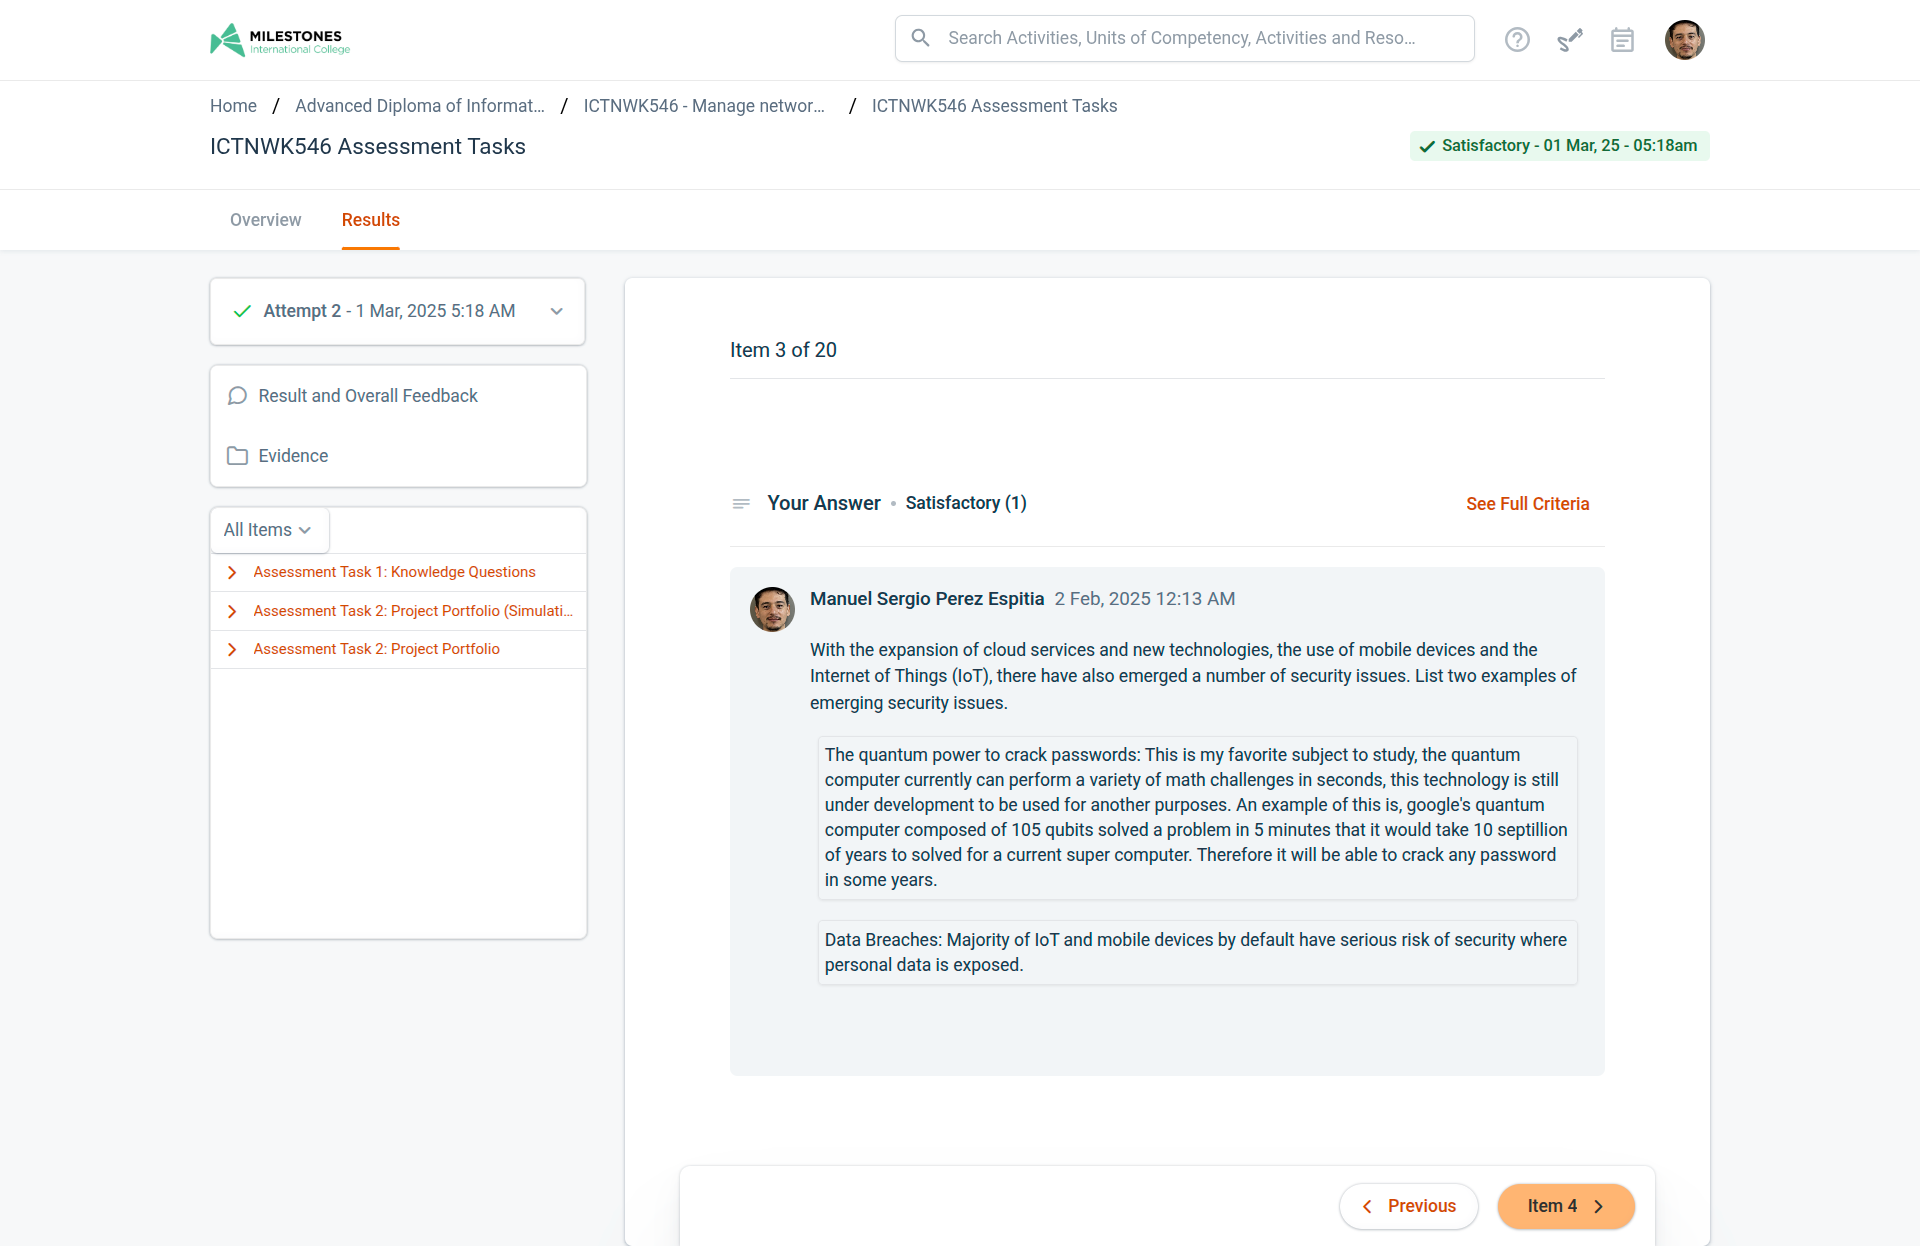 MILESTONES
International College
Search Activities, Units of Competency, Activities and Reso...
Home / Advanced Diploma of Informat... / ICTNWK546 - Manage networ... / ICTNWK546 Assessment Tasks
ICTNWK546 Assessment Tasks
Satisfactory - 01 Mar, 25 - 05:18am
Overview
Results
Attempt 2 - 1 Mar, 2025 5:18 AM
Result and Overall Feedback
Evidence
All Items
Assessment Task 1: Knowledge Questions
Assessment Task 2: Project Portfolio (Simulati...
Assessment Task 2: Project Portfolio
Item 3 of 20
Your Answer • Satisfactory (1)
See Full Criteria
Manuel Sergio Perez Espitia 2 Feb, 2025 12:13 AM
With the expansion of cloud services and new technologies, the use of mobile devices and the
Internet of Things (IoT), there have also emerged a number of security issues. List two examples of
emerging security issues.
The quantum power to crack passwords: This is my favorite subject to study, the quantum
computer currently can perform a variety of math challenges in seconds, this technology is still
under development to be used for another purposes. An example of this is, google's quantum
computer composed of 105 qubits solved a problem in 5 minutes that it would take 10 septillion
of years to solved for a current super computer. Therefore it will be able to crack any password
in some years.
Data Breaches: Majority of IoT and mobile devices by default have serious risk of security where
personal data is exposed.
Previous
Item 4